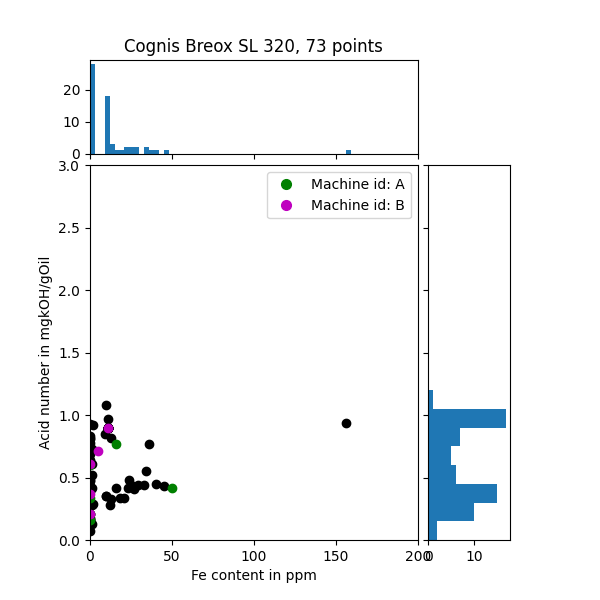 Cognis Breox SL 320, 73 points
20
10
0
3.0
2.5
2.0
1.5
1.0
0.5
0.0
Acid number in mgkOH/gOil
Machine id: A
Machine id: B
0 50 100 150 200
0 10
Fe content in ppm